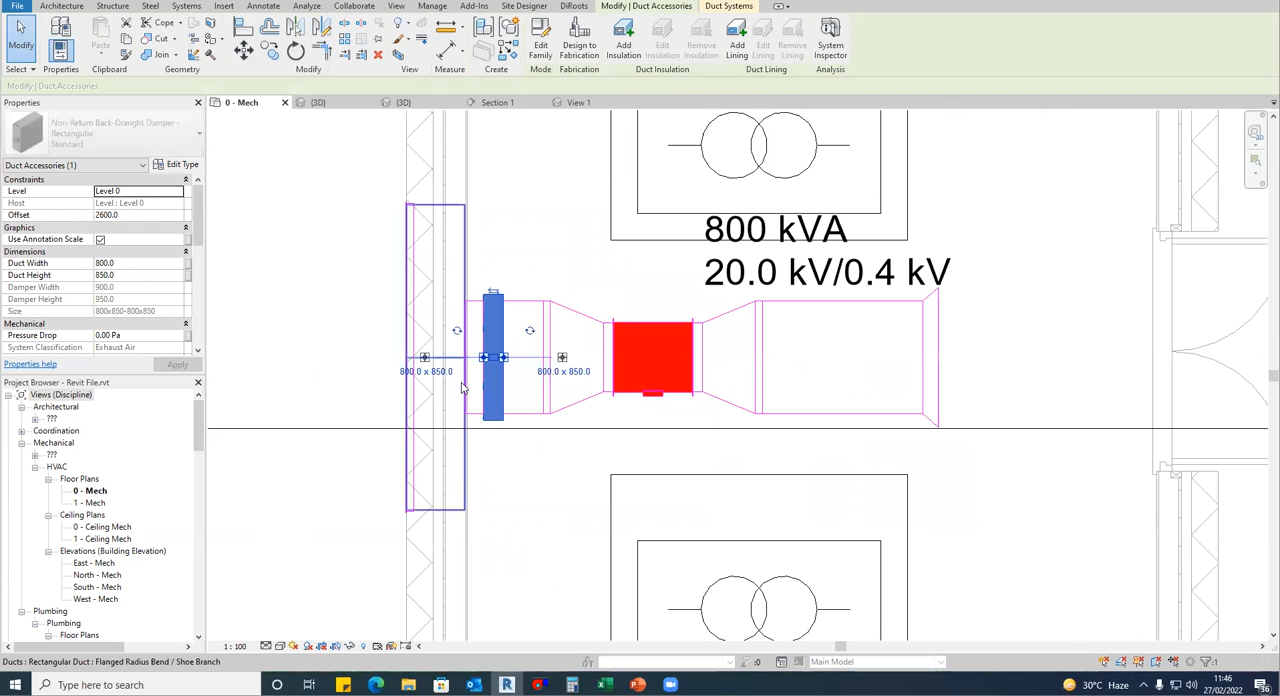 File Architecture Structure Steel Systems Insert Annotate Analyze Collaborate View Manage Add-Ins Site Designer DiRoots Modify | Duct Accessories Duct Systems
Modify
Paste
Cope
Cut
Join
Edit Family
Design to Fabrication
Add Insulation
Edit Insulation
Remove Insulation
Add Lining
Edit Lining
Remove Lining
System Inspector
Select Properties Clipboard Geometry Modify View Measure Create Mode Fabrication Duct Insulation Duct Lining Analysis
Modify | Duct Accessories
Properties
0 - Mech
{3D}
{3D}
Section 1
View 1
Non-Return Back-Draught Damper - Rectangular
Standard
Duct Accessories (1)
Edit Type
Constraints
Level Level 0
Host Level : Level 0
Offset 2600.0
Graphics
Use Annotation Scale
Dimensions
Duct Width 800.0
Duct Height 850.0
Damper Width 900.0
Damper Height 950.0
Size 800x850-800x850
Mechanical
Pressure Drop 0.00 Pa
System Classification Exhaust Air
Properties help
Apply
Project Browser - Revit File.rvt
Views (Discipline)
Architectural
???
Coordination
Mechanical
???
HVAC
Floor Plans
0 - Mech
1 - Mech
Ceiling Plans
0 - Ceiling Mech
1 - Ceiling Mech
Elevations (Building Elevation)
East - Mech
North - Mech
South - Mech
West - Mech
Plumbing
Plumbing
Floor Plans
800 kVA
20.0 kV/0.4 kV
800.0 x 850.0
800.0 x 850.0
1 : 100
Ducts : Rectangular Duct : Flanged Radius Bend / Shoe Branch
:0
Main Model
:1
Type here to search
30°C Haze
11:46
27/02/2022